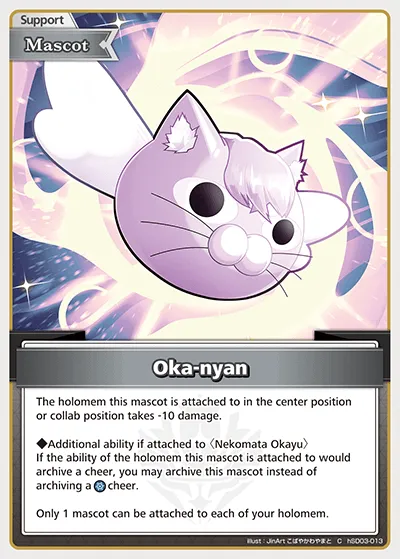 Support
Mascot
Oka-nyan
The holomem this mascot is attached to in the center position
or collab position takes -10 damage.
◆Additional ability if attached to 〈Nekomata Okayu〉
If the ability of the holomem this mascot is attached to would
archive a cheer, you may archive this mascot instead of
archiving a cheer.
Only 1 mascot can be attached to each of your holomem.
illust : JinArt こばやかわやまと C hSD03-013